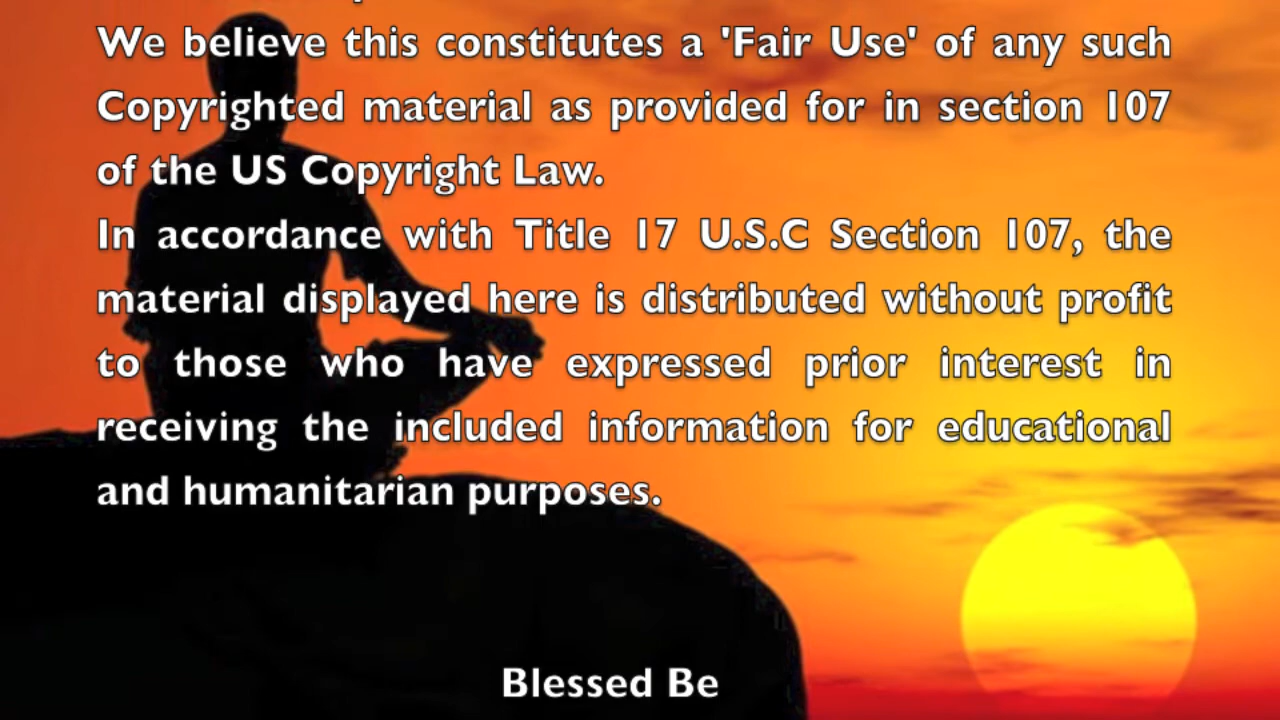 We believe this constitutes a 'Fair Use' of any such
Copyrighted material as provided for in section 107
of the US Copyright Law.
In accordance with Title 17 U.S.C Section 107, the
material displayed here is distributed without profit
to those who have expressed prior interest in
receiving the included information for educational
and humanitarian purposes.
Blessed Be